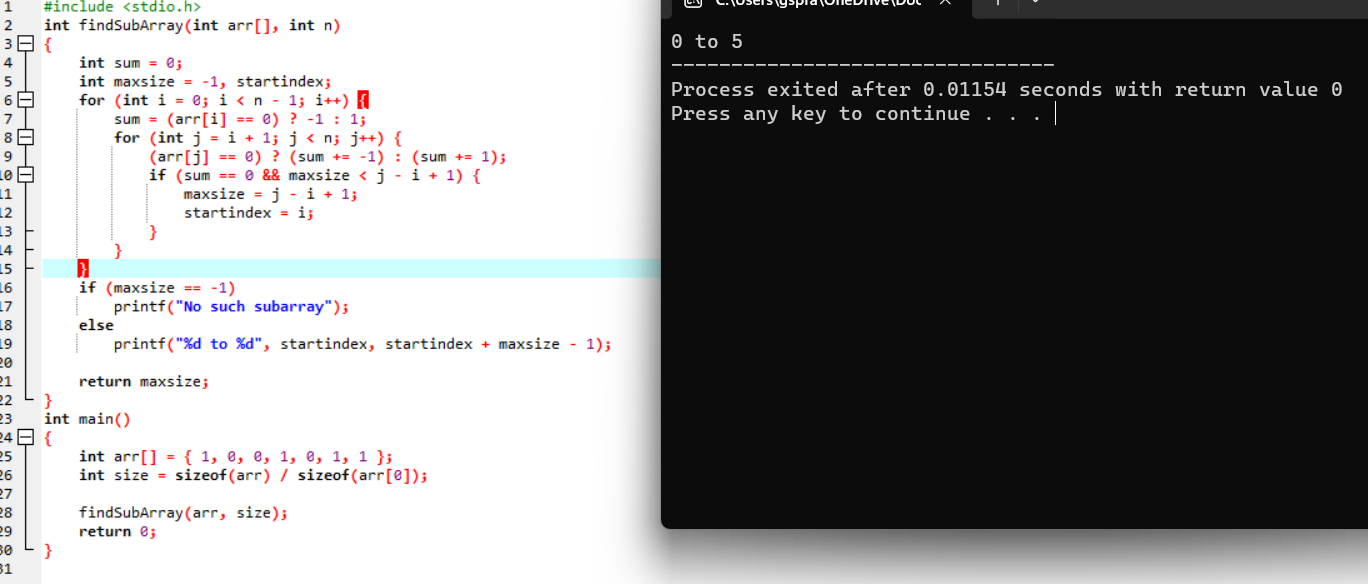 1 #include <stdio.h>
2 int findSubArray(int arr[], int n)
3 {
4     int sum = 0;
5     int maxsize = -1, startindex;
6     for (int i = 0; i < n - 1; i++) {
7         sum = (arr[i] == 0) ? -1 : 1;
8         for (int j = i + 1; j < n; j++) {
9             (arr[j] == 0) ? (sum += -1) : (sum += 1);
10             if (sum == 0 && maxsize < j - i + 1) {
11                 maxsize = j - i + 1;
12                 startindex = i;
13             }
14         }
15     }
16     if (maxsize == -1)
17         printf("No such subarray");
18     else
19         printf("%d to %d", startindex, startindex + maxsize - 1);
20
21     return maxsize;
22 }
23 int main()
24 {
25     int arr[] = { 1, 0, 0, 1, 0, 1, 1 };
26     int size = sizeof(arr) / sizeof(arr[0]);
27
28     findSubArray(arr, size);
29     return 0;
30 }
31
C:\Users\gspra\OneDrive\Doc
0 to 5
--------------------------------
Process exited after 0.01154 seconds with return value 0
Press any key to continue . . .